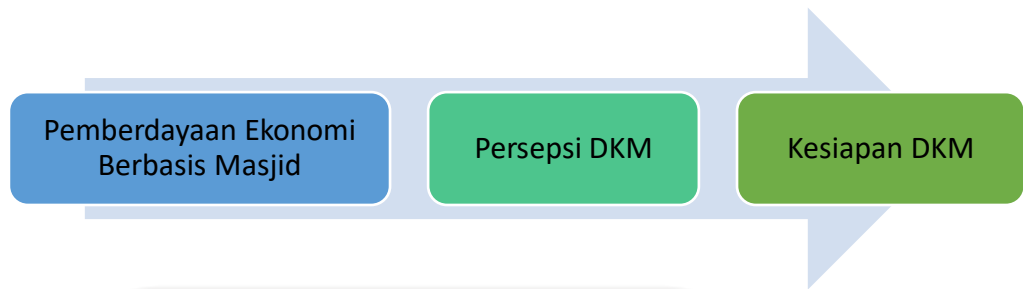 Pemberdayaan Ekonomi
Berbasis Masjid
Persepsi DKM
Kesiapan DKM